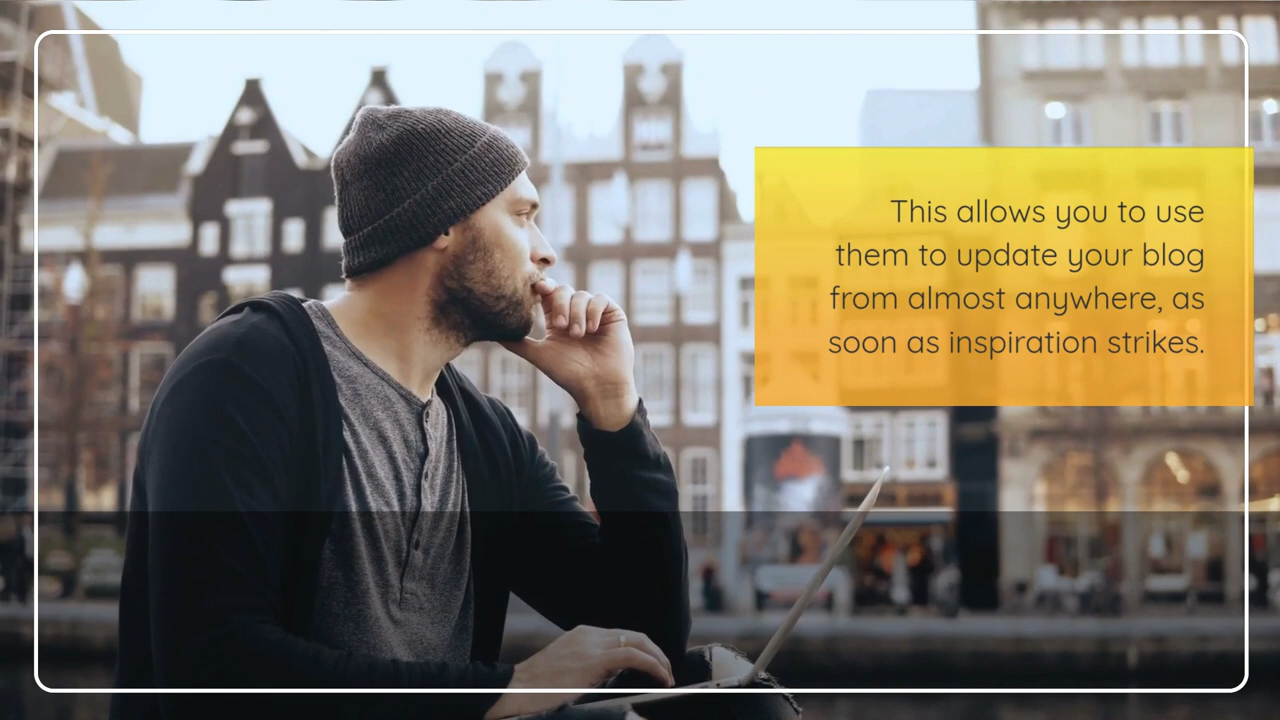 This allows you to use
them to update your blog
from almost anywhere, as
soon as inspiration strikes.